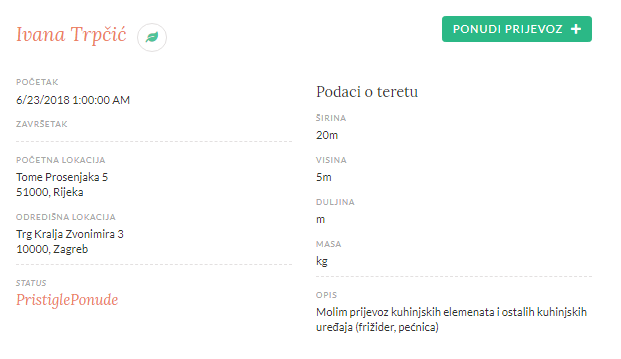 Ivana Trpčić
PONUDI PRIJEVOZ +
POČETAK
6/23/2018 1:00:00 AM
ZAVRŠETAK
POČETNA LOKACIJA
Tome Prosenjaka 5
51000, Rijeka
ODREDIŠNA LOKACIJA
Trg Kralja Zvonimira 3
10000, Zagreb
STATUS
PristiglePonude
Podaci o teretu
ŠIRINA
20m
VISINA
5m
DULJINA
m
MASA
kg
OPIS
Molim prijevoz kuhinjskih elemenata i ostalih kuhinjskih
uređaja (frižider, pećnica)